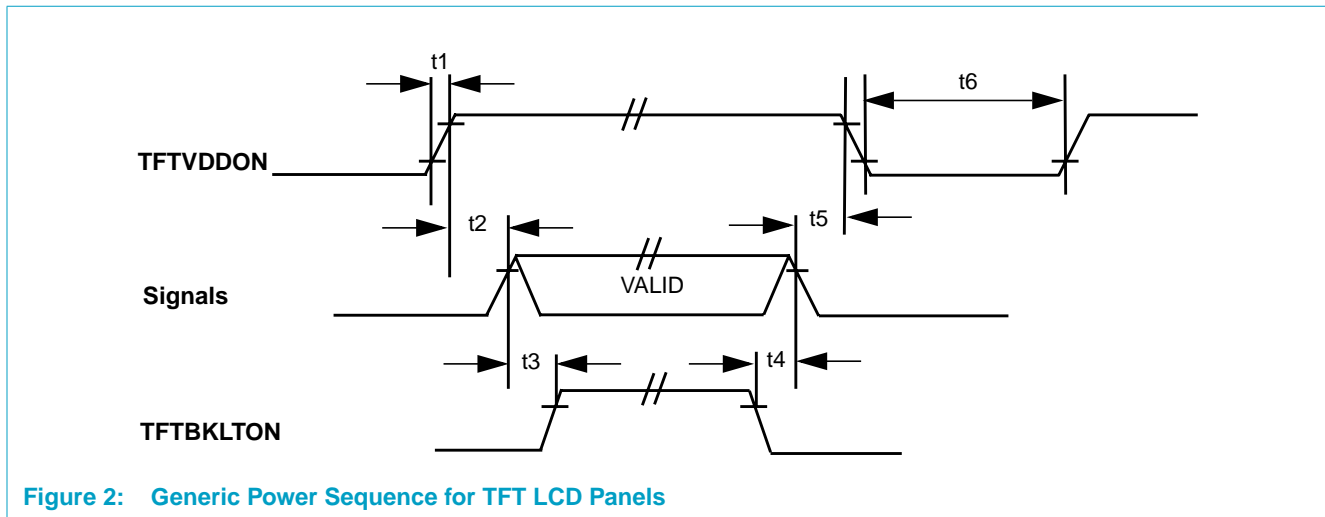 t1
t6
TFTVDDON
t2
t5
VALID
Signals
t3
t4
TFTBKLTON
Figure 2: Generic Power Sequence for TFT LCD Panels